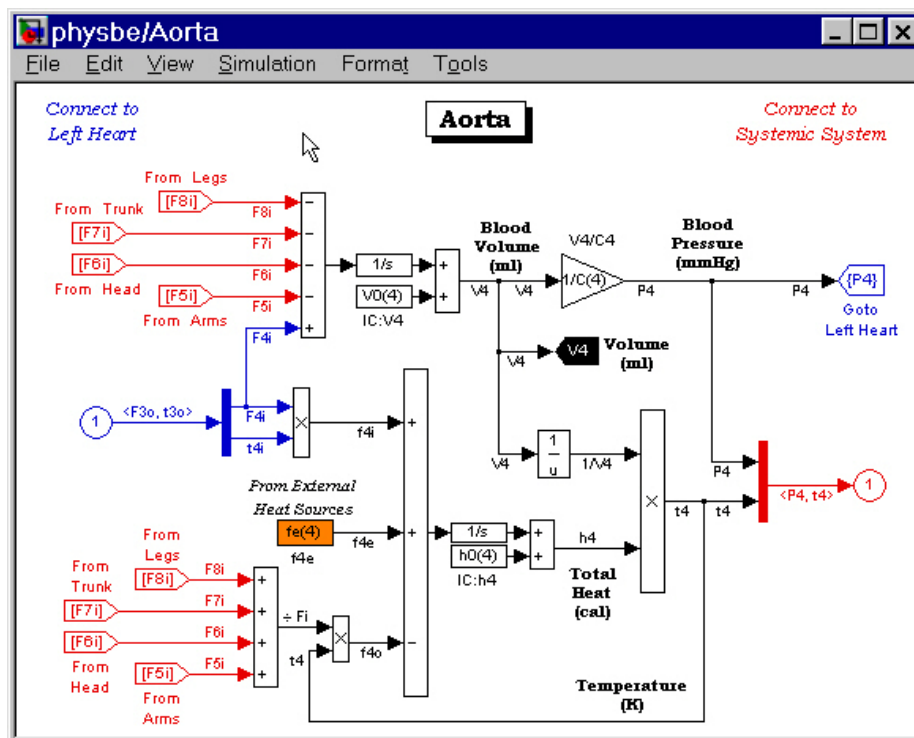 physbe/Aorta
File Edit View Simulation Format Tools
Connect to
Left Heart
Aorta
Connect to
Systemic System
From Legs
[F8i]
F8i
−
From Trunk
[F7i]
F7i
−
[F6i]
F6i
−
From Head
[F5i]
F5i
−
From Arms
+
F4i
1/s
V0(4)
IC:V4
+
+
Blood
Volume
(ml)
V4
V4
V4/C4
1/C(4)
P4
Blood
Pressure
(mmHg)
P4
{P4}
Goto
Left Heart
V4
V4
Volume
(ml)
1
<F3o, t3o>
F4i
t4i
×
f4i
+
V4
1
u
1/V4
×
P4
t4
t4
<P4, t4>
1
From External
Heat Sources
fe(4)
f4e
f4e
+
1/s
h0(4)
IC:h4
+
+
h4
Total
Heat
(cal)
From
Legs
[F8i]
F8i
+
From
Trunk
[F7i]
F7i
+
[F6i]
F6i
+
From
Head
[F5i]
F5i
+
From
Arms
÷ Fi
t4
×
f4o
−
Temperature
(K)